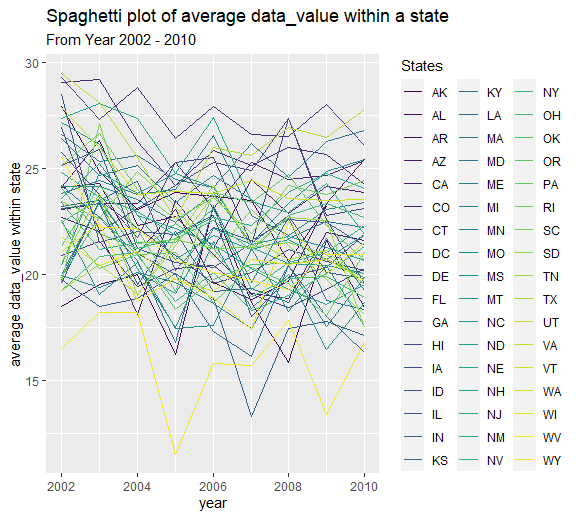 Spaghetti plot of average data_value within a state
From Year 2002 - 2010
average data_value within state
30
25
20
15
2002
2004
2006
2008
2010
year
States
AK
AL
AR
AZ
CA
CO
CT
DC
DE
FL
GA
HI
IA
ID
IL
IN
KS
KY
LA
MA
MD
ME
MI
MN
MO
MS
MT
NC
ND
NE
NH
NJ
NM
NV
NY
OH
OK
OR
PA
RI
SC
SD
TN
TX
UT
VA
VT
WA
WI
WV
WY